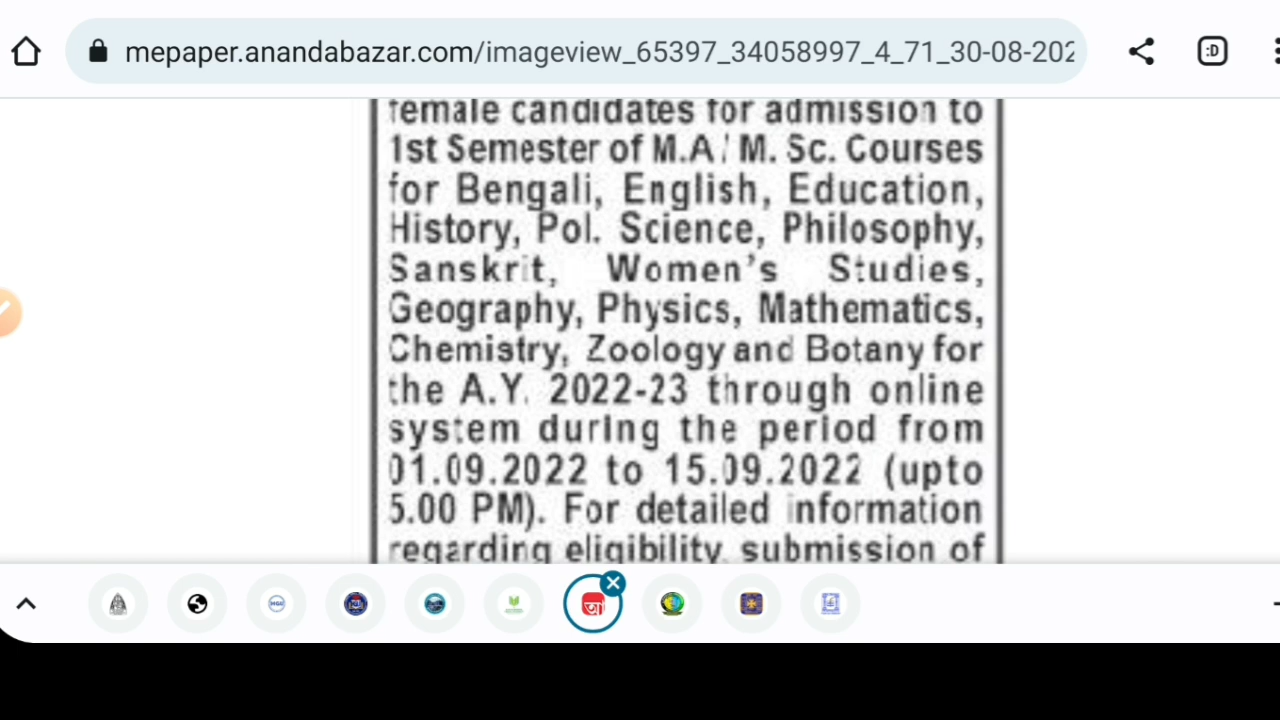 mepaper.anandabazar.com/imageview_65397_34058997_4_71_30-08-202
:D
female candidates for admission to
1st Semester of M.A / M. Sc. Courses
for Bengali, English, Education,
History, Pol. Science, Philosophy,
Sanskrit, Women's Studies,
Geography, Physics, Mathematics,
Chemistry, Zoology and Botany for
the A.Y. 2022-23 through online
system during the period from
01.09.2022 to 15.09.2022 (upto
5.00 PM). For detailed information
regarding eligibility, submission of
আ